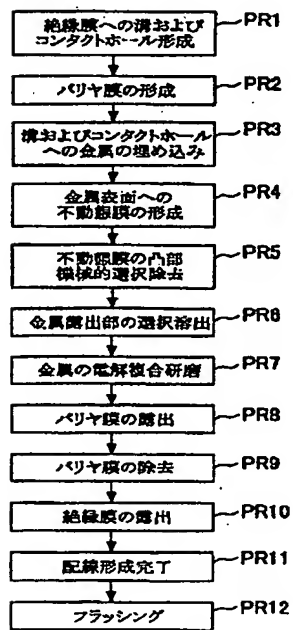 絶縁膜への溝および PR1
コンタクトホール形成
バリヤ膜の形成 PR2
溝およびコンタクトホール PR3
への金属の埋め込み
金属表面への PR4
不動態膜の形成
不動態膜の凸部 PR5
機械的選択除去
金属露出部の選択溶出 PR6
金属の電解複合研磨 PR7
バリヤ膜の露出 PR8
バリヤ膜の除去 PR9
絶縁膜の露出 PR10
配線形成完了 PR11
フラッシング PR12